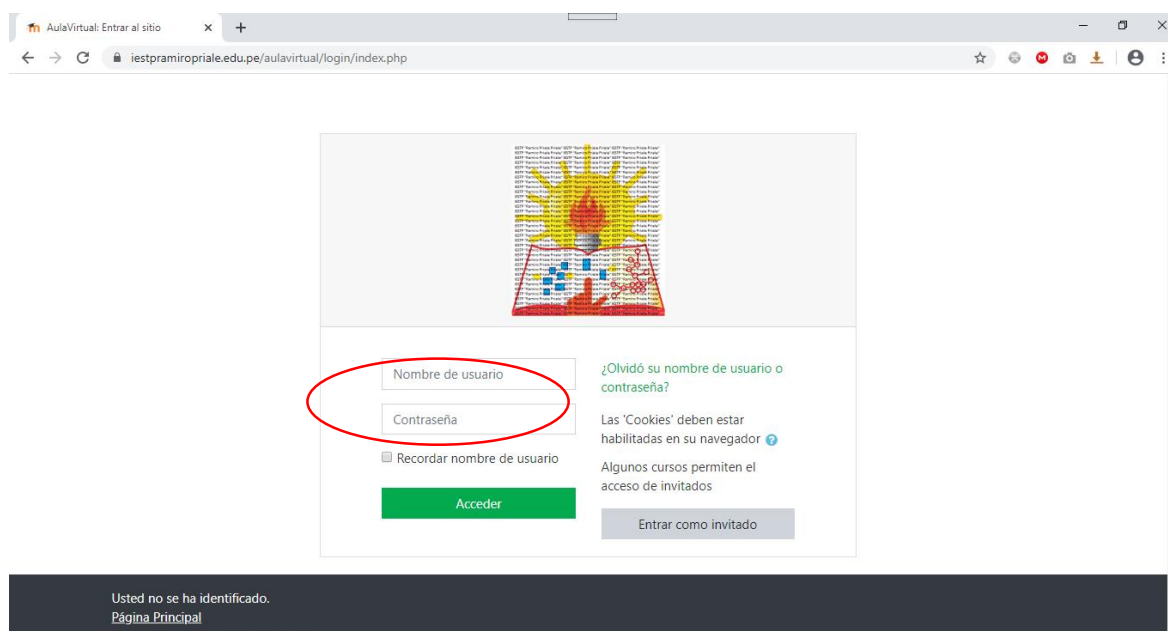 AulaVirtual: Entrar al sitio
iestpramiropriale.edu.pe/aulavirtual/login/index.php
Nombre de usuario
Contraseña
Recordar nombre de usuario
Acceder
¿Olvidó su nombre de usuario o
contraseña?
Las 'Cookies' deben estar
habilitadas en su navegador
Algunos cursos permiten el
acceso de invitados
Entrar como invitado
Usted no se ha identificado.
Página Principal